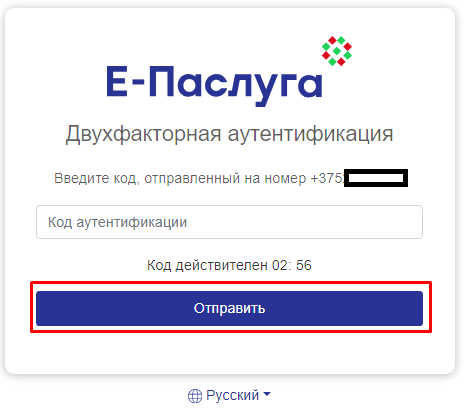 Е-Паслуга
Двухфакторная аутентификация
Введите код, отправленный на номер +375
Код аутентификации
Код действителен 02: 56
Отправить
Русский